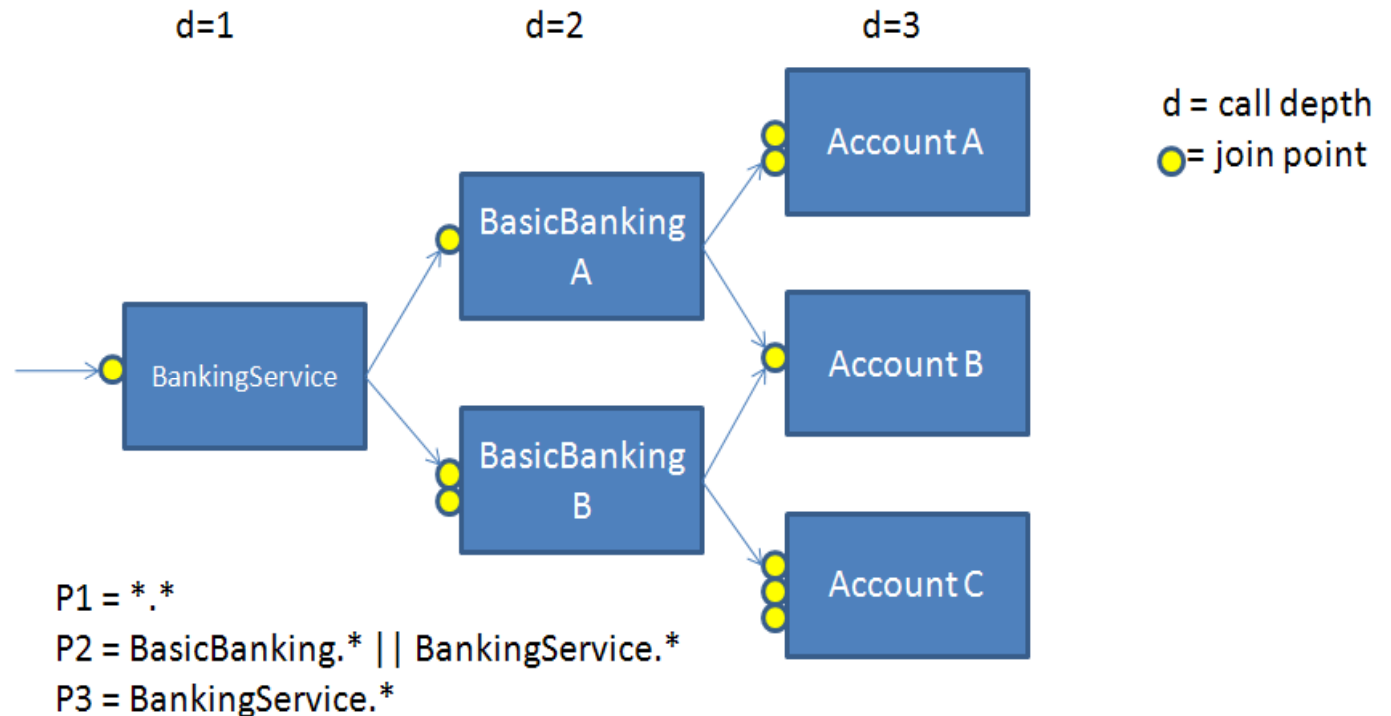 d=1
d=2
d=3
d = call depth
= join point
Account A
BasicBanking
A
BankingService
Account B
BasicBanking
B
Account C
P1 = *.*
P2 = BasicBanking.* || BankingService.*
P3 = BankingService.*